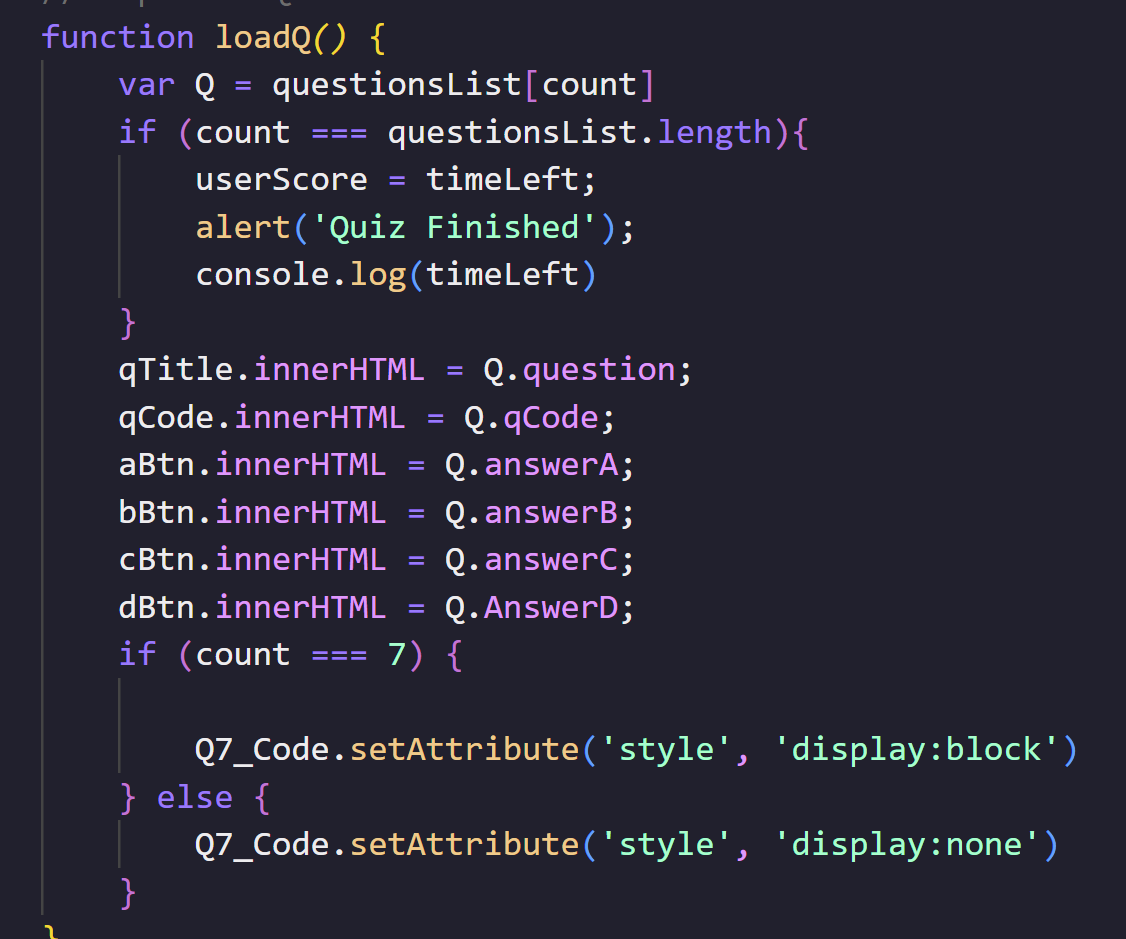 function loadQ() {
    var Q = questionsList[count]
    if (count === questionsList.length){
        userScore = timeLeft;
        alert('Quiz Finished');
        console.log(timeLeft)
    }
    qTitle.innerHTML = Q.question;
    qCode.innerHTML = Q.qCode;
    aBtn.innerHTML = Q.answerA;
    bBtn.innerHTML = Q.answerB;
    cBtn.innerHTML = Q.answerC;
    dBtn.innerHTML = Q.AnswerD;
    if (count === 7) {

        Q7_Code.setAttribute('style', 'display:block')
    } else {
        Q7_Code.setAttribute('style', 'display:none')
    }
}